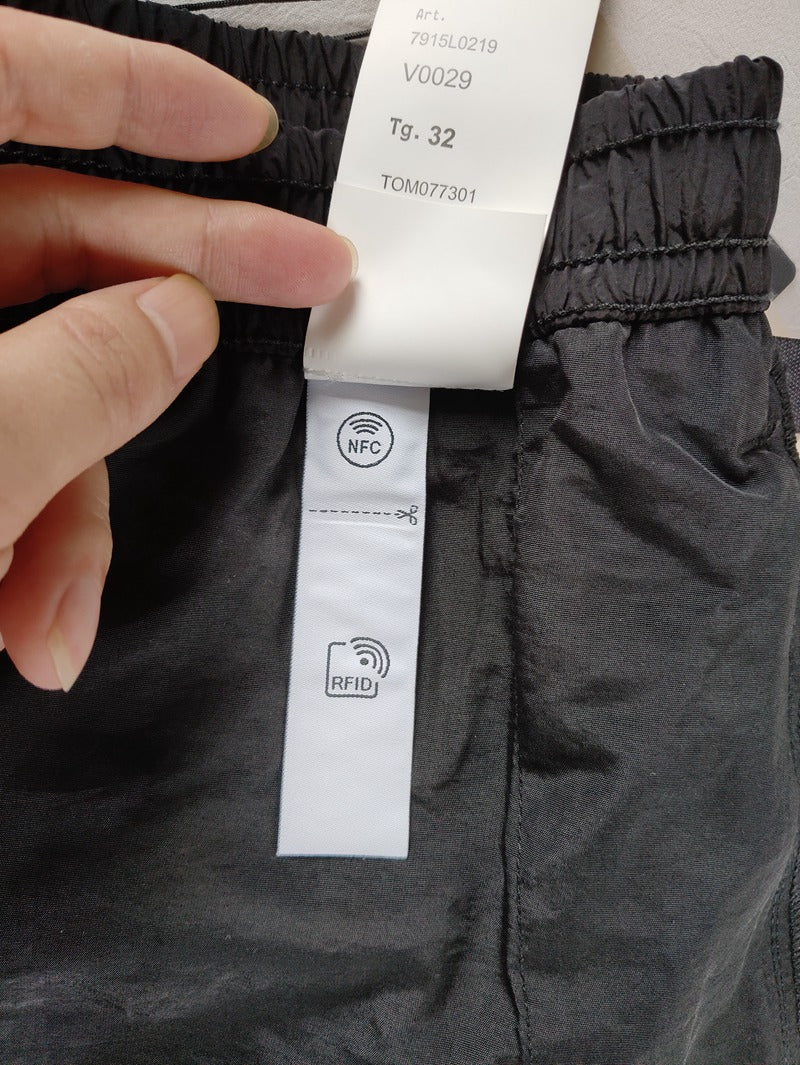 Art.
7915L0219
V0029
Tg. 32
TOM077301
NFC
RFID